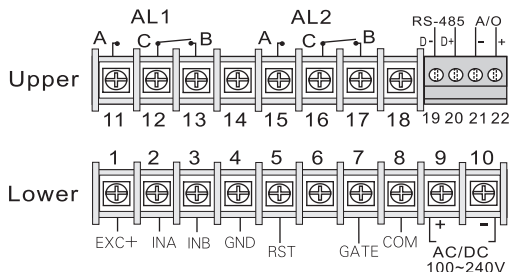 AL1 AL2 RS-485 A/O
A C B A C B D- D+ - +
Upper
11 12 13 14 15 16 17 18 19 20 21 22
1 2 3 4 5 6 7 8 9 10
Lower
EXC+ INA INB GND RST GATE COM + -
AC/DC
100~240V